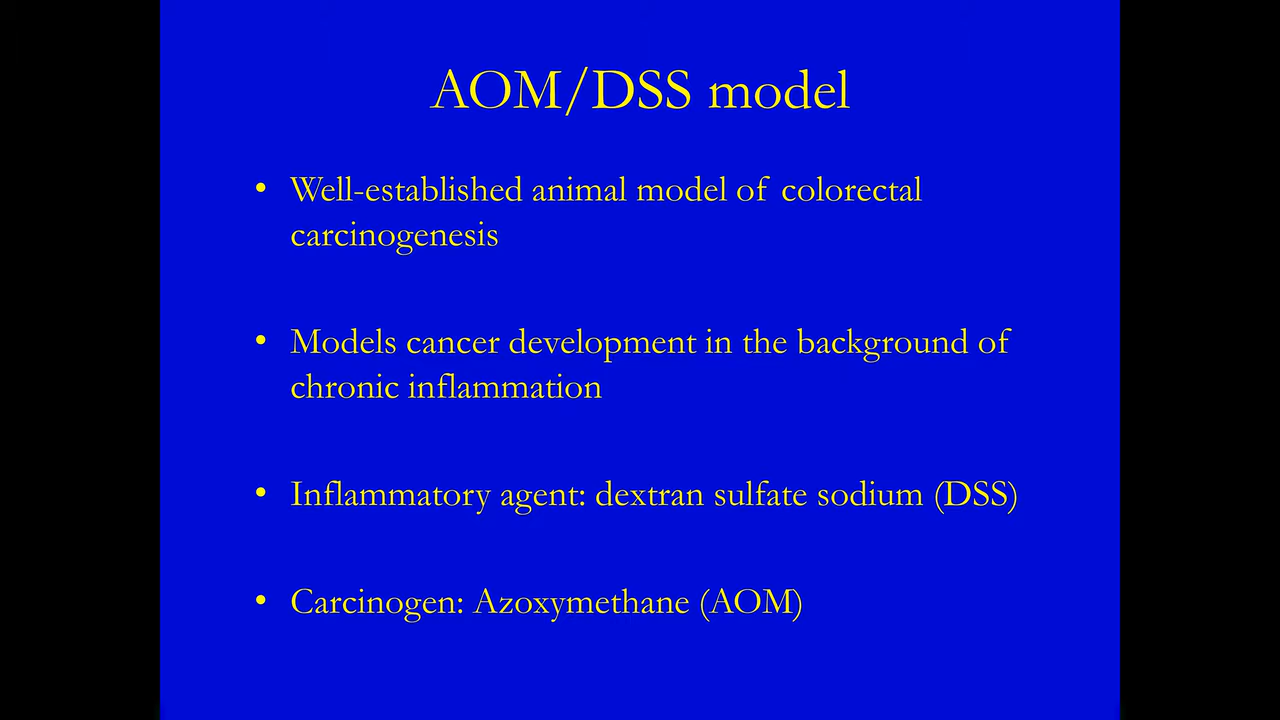 AOM/DSS model
• Well-established animal model of colorectal
carcinogenesis
• Models cancer development in the background of
chronic inflammation
• Inflammatory agent: dextran sulfate sodium (DSS)
• Carcinogen: Azoxymethane (AOM)